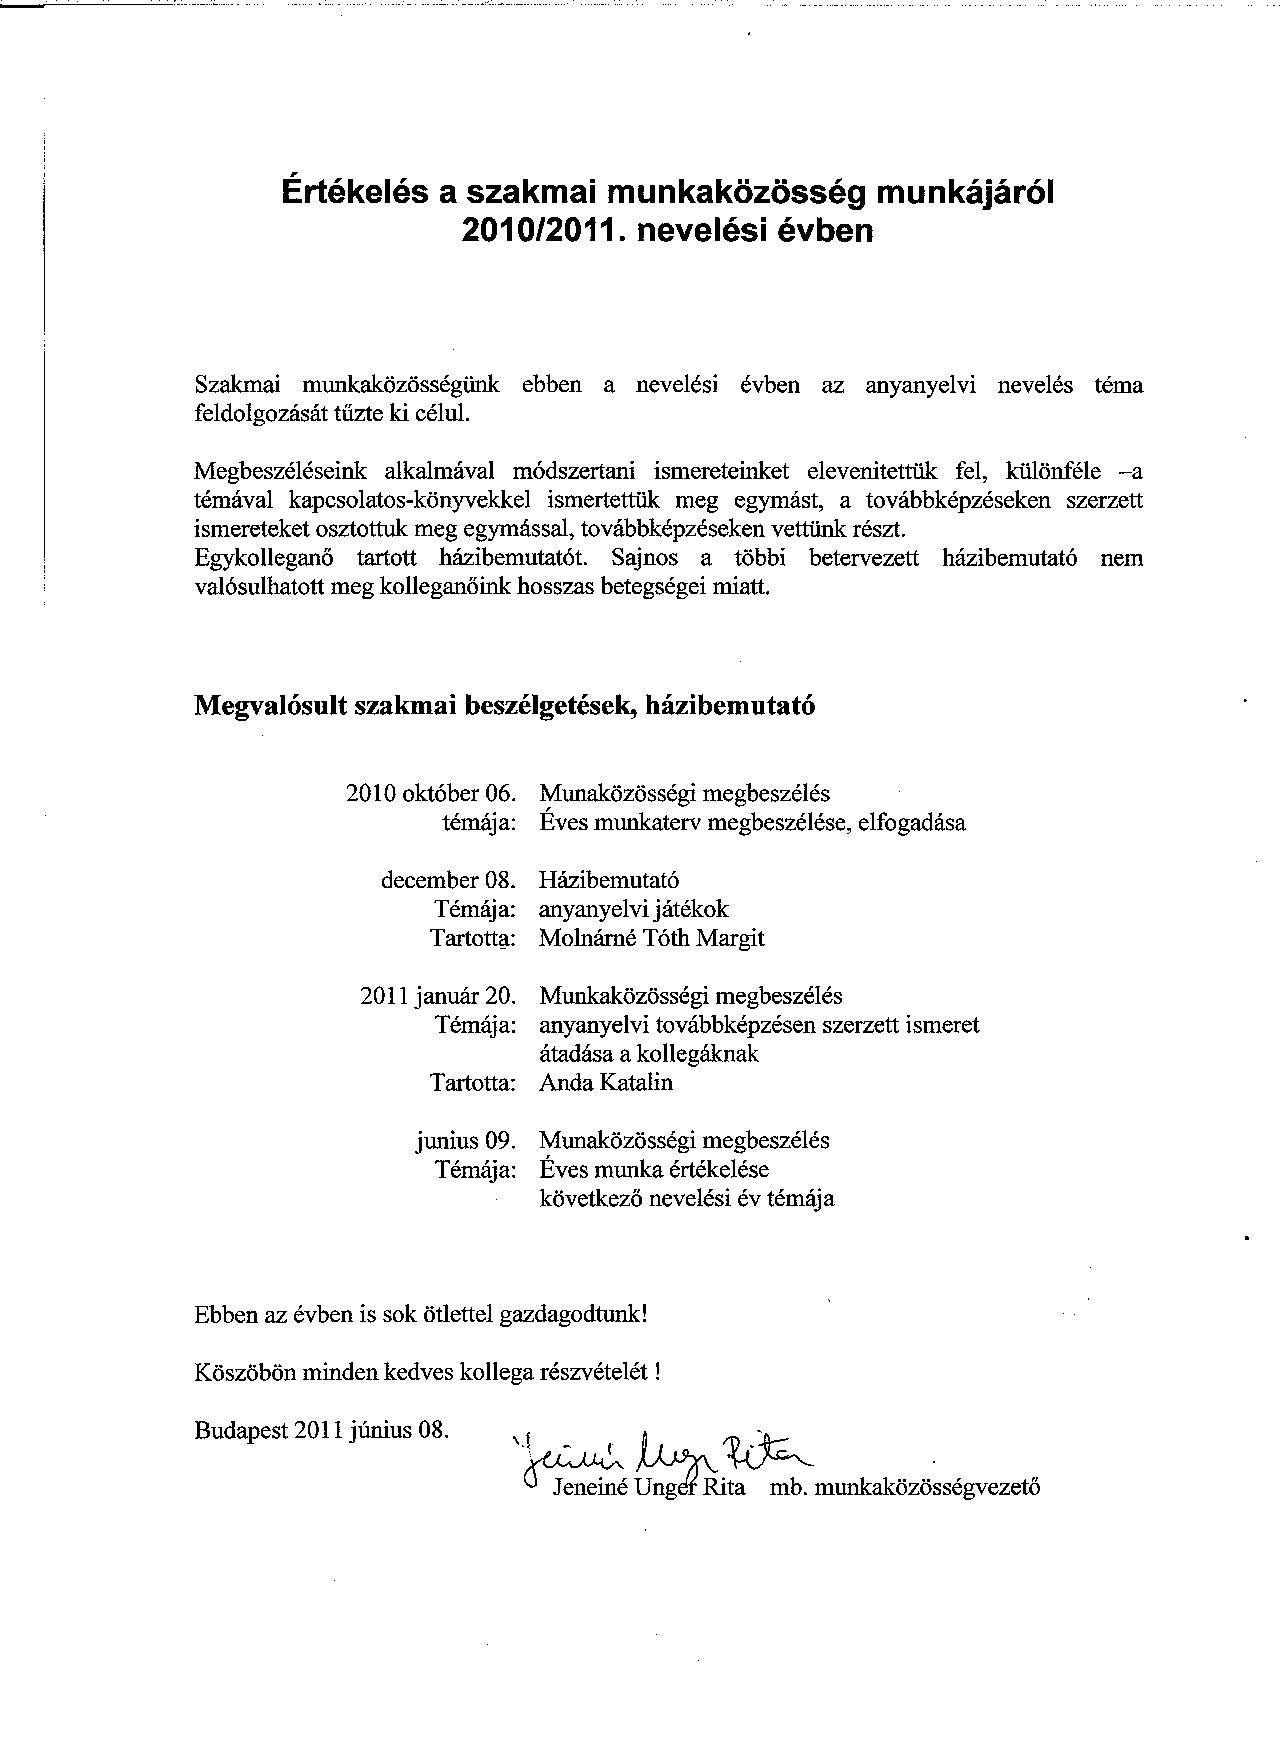 Értékelés a szakmai munkaközösség munkájáról
2010/2011. nevelési évben
Szakmai munkaközösségünk ebben a nevelési évben az anyanyelvi nevelés téma
feldolgozását tűzte ki célul.
Megbeszéléseink alkalmával módszertani ismereteinket elevenitettük fel, különféle –a
témával kapcsolatos-könyvekkel ismertettük meg egymást, a továbbképzéseken szerzett
ismereteket osztottuk meg egymással, továbbképzéseken vettünk részt.
Egykolleganő tartott házibemutatót. Sajnos a többi betervezett házibemutató nem
valósulhatott meg kolleganőink hosszas betegségei miatt.
Megvalósult szakmai beszélgetések, házibemutató
2010 október 06. Munaközösségi megbeszélés
témája: Éves munkaterv megbeszélése, elfogadása
december 08. Házibemutató
Témája: anyanyelvi játékok
Tartotta: Molnárné Tóth Margit
2011 január 20. Munkaközösségi megbeszélés
Témája: anyanyelvi továbbképzésen szerzett ismeret
átadása a kollegáknak
Tartotta: Anda Katalin
junius 09. Munaközösségi megbeszélés
Témája: Éves munka értékelése
következő nevelési év témája
Ebben az évben is sok ötlettel gazdagodtunk!
Köszöbön minden kedves kollega részvételét !
Budapest 2011 június 08.
Jeneiné Unger Rita
Jeneiné Unger Rita mb. munkaközösségvezető